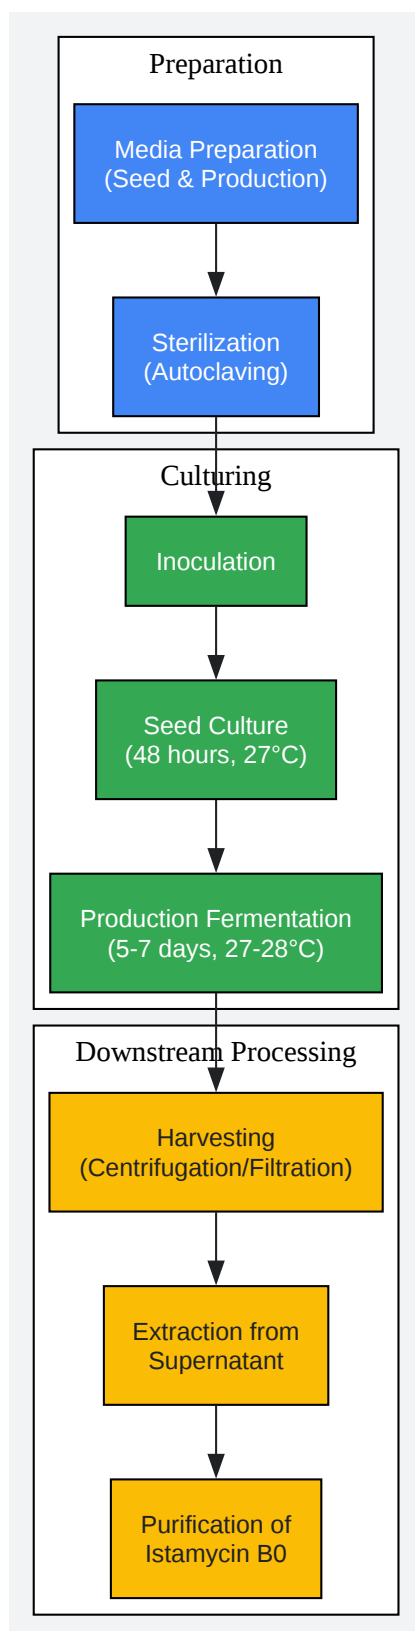 Preparation
Media Preparation
(Seed & Production)
Sterilization
(Autoclaving)
Culturing
Inoculation
Seed Culture
(48 hours, 27°C)
Production Fermentation
(5-7 days, 27-28°C)
Downstream Processing
Harvesting
(Centrifugation/Filtration)
Extraction from
Supernatant
Purification of
Istamycin B0